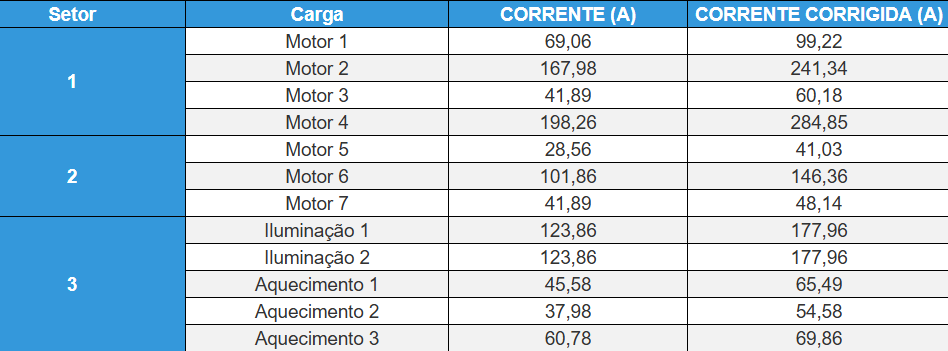 Setor Carga CORRENTE (A) CORRENTE CORRIGIDA (A)
Motor 1 69,06 99,22
Motor 2 167,98 241,34
1
Motor 3 41,89 60,18
Motor 4 198,26 284,85
Motor 5 28,56 41,03
2 Motor 6 101,86 146,36
Motor 7 41,89 48,14
Iluminação 1 123,86 177,96
Iluminação 2 123,86 177,96
3 Aquecimento 1 45,58 65,49
Aquecimento 2 37,98 54,58
Aquecimento 3 60,78 69,86